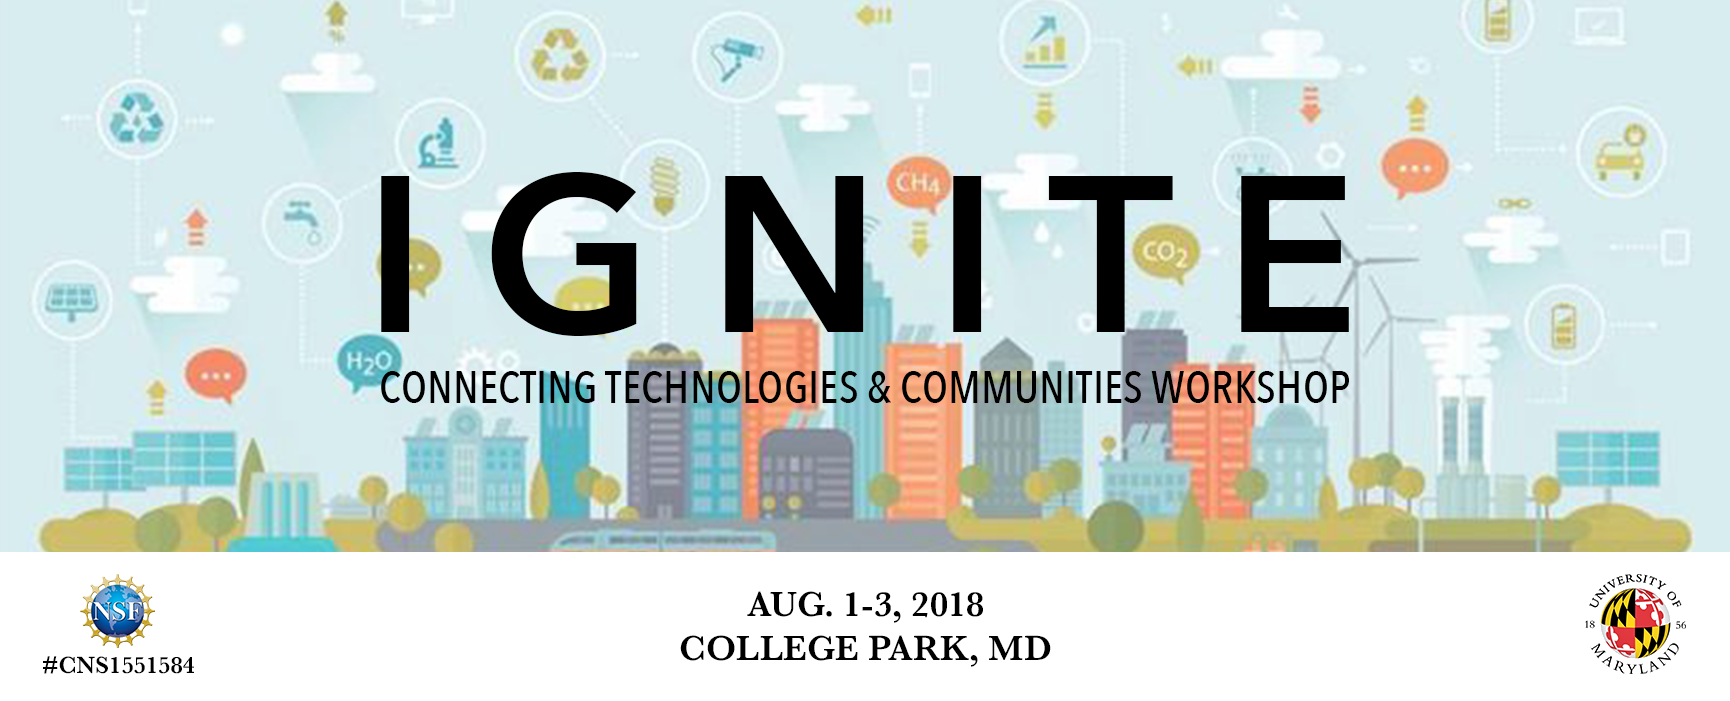 CH4
CO2
H2O
IGNITE
CONNECTING TECHNOLOGIES & COMMUNITIES WORKSHOP
NSF
#CNS1551584
AUG. 1-3, 2018
COLLEGE PARK, MD
UNIVERSITY OF
18 56
MARYLAND